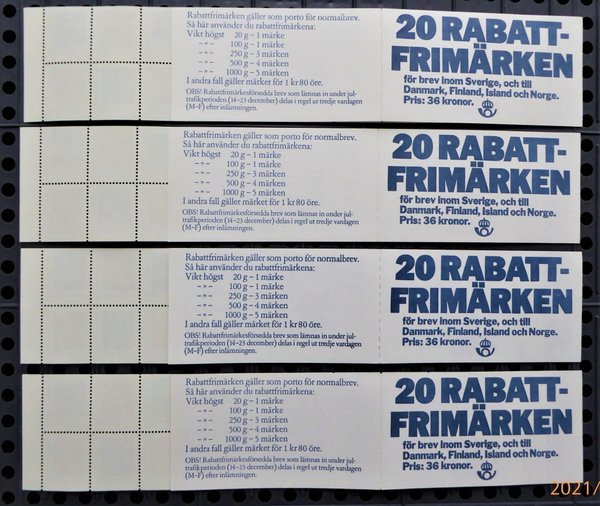 Rabattfrimärken gäller som porto för normalbrev.
Så här använder du rabattfrimärkena:
Vikt högst 20 g – 1 märke
–"– 100 g – 1 märke
–"– 250 g – 3 märken
–"– 500 g – 4 märken
–"– 1000 g – 5 märken
I andra fall gäller märket för 1 kr 80 öre.
OBS! Rabattfrimärkesförsedda brev som lämnas in under jul-
trafikperioden (14–23 december) delas i regel ut tredje vardagen
(M–F) efter inlämningen.
20 RABATT-
FRIMÄRKEN
för brev inom Sverige, och till
Danmark, Finland, Island och Norge.
Pris: 36 kronor.
Rabattfrimärken gäller som porto för normalbrev.
Så här använder du rabattfrimärkena:
Vikt högst 20 g – 1 märke
–"– 100 g – 1 märke
–"– 250 g – 3 märken
–"– 500 g – 4 märken
–"– 1000 g – 5 märken
I andra fall gäller märket för 1 kr 80 öre.
OBS! Rabattfrimärkesförsedda brev som lämnas in under jul-
trafikperioden (14–23 december) delas i regel ut tredje vardagen
(M–F) efter inlämningen.
20 RABATT-
FRIMÄRKEN
för brev inom Sverige, och till
Danmark, Finland, Island och Norge.
Pris: 36 kronor.
Rabattfrimärken gäller som porto för normalbrev.
Så här använder du rabattfrimärkena:
Vikt högst 20 g – 1 märke
–"– 100 g – 1 märke
–"– 250 g – 3 märken
–"– 500 g – 4 märken
–"– 1000 g – 5 märken
I andra fall gäller märket för 1 kr 80 öre.
OBS! Rabattfrimärkesförsedda brev som lämnas in under jul-
trafikperioden (14–23 december) delas i regel ut tredje vardagen
(M–F) efter inlämningen.
20 RABATT-
FRIMÄRKEN
för brev inom Sverige, och till
Danmark, Finland, Island och Norge.
Pris: 36 kronor.
Rabattfrimärken gäller som porto för normalbrev.
Så här använder du rabattfrimärkena:
Vikt högst 20 g – 1 märke
–"– 100 g – 1 märke
–"– 250 g – 3 märken
–"– 500 g – 4 märken
–"– 1000 g – 5 märken
I andra fall gäller märket för 1 kr 80 öre.
OBS! Rabattfrimärkesförsedda brev som lämnas in under jul-
trafikperioden (14–23 december) delas i regel ut tredje vardagen
(M–F) efter inlämningen.
20 RABATT-
FRIMÄRKEN
för brev inom Sverige, och till
Danmark, Finland, Island och Norge.
Pris: 36 kronor.
2021/